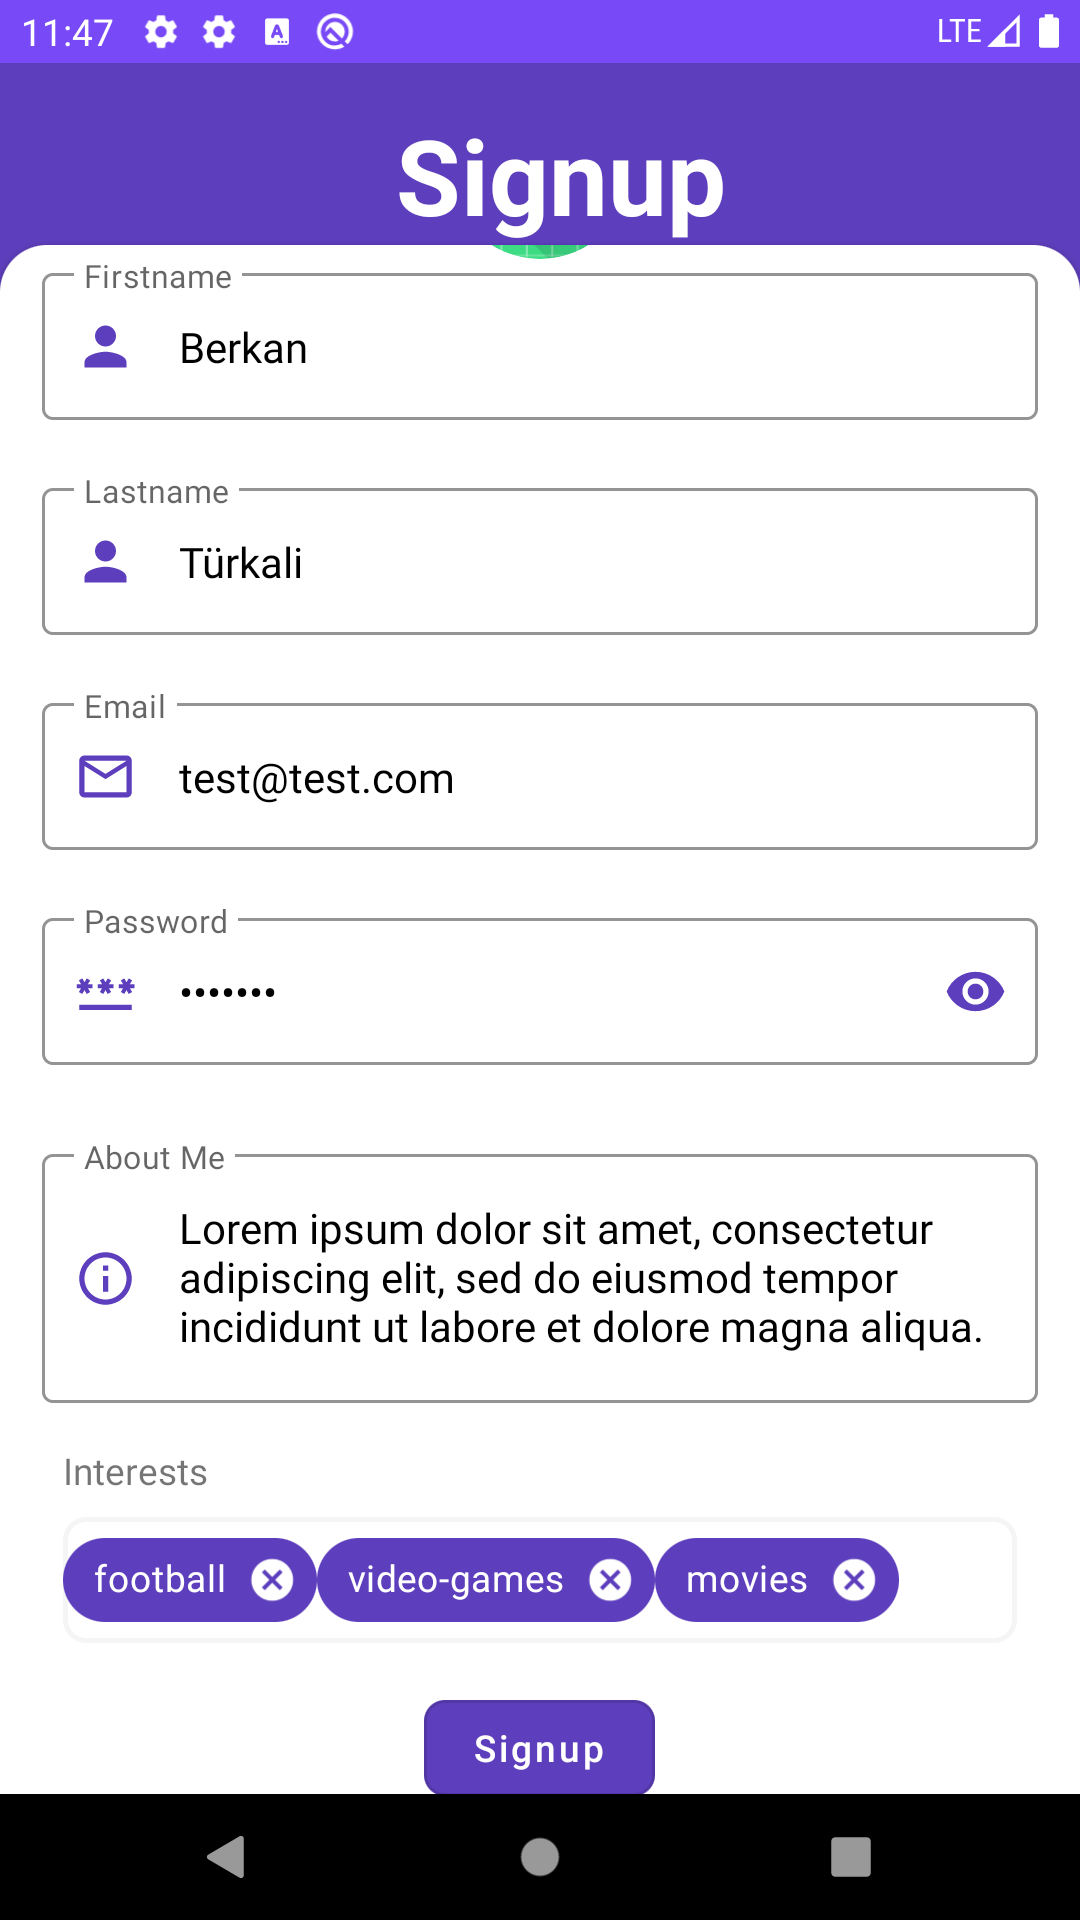 11:47
LTE
Signup
Firstname
Berkan
Lastname
Türkali
Email
test@test.com
Password
•••••••
About Me
Lorem ipsum dolor sit amet, consectetur
adipiscing elit, sed do eiusmod tempor
incididunt ut labore et dolore magna aliqua.
Interests
football video-games movies
Signup